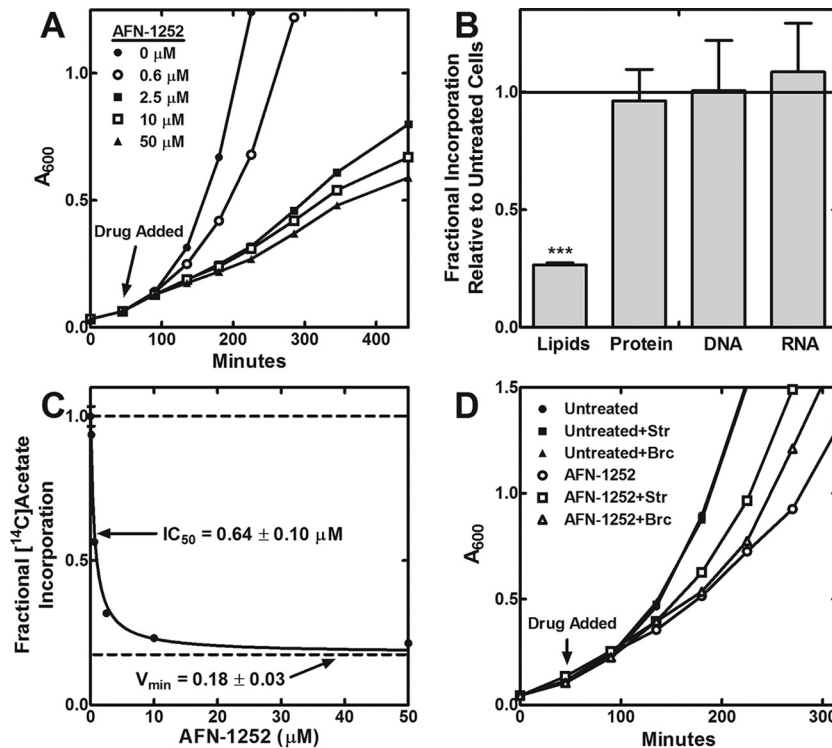 A
AFN-1252
0 μM
0.6 μM
2.5 μM
10 μM
50 μM
Drug Added
A600
1.0
0.5
0.0
0 100 200 300 400
Minutes
B
Fractional Incorporation
Relative to Untreated Cells
1.0
0.5
0.0
***
Lipids Protein DNA RNA
C
Fractional [14C]Acetate
Incorporation
1.0
0.5
0.0
IC50 = 0.64 ± 0.10 μM
Vmin = 0.18 ± 0.03
0 10 20 30 40 50
AFN-1252 (μM)
D
Untreated
Untreated+Str
Untreated+Brc
AFN-1252
AFN-1252+Str
AFN-1252+Brc
Drug Added
A600
1.5
1.0
0.5
0.0
0 100 200 300
Minutes